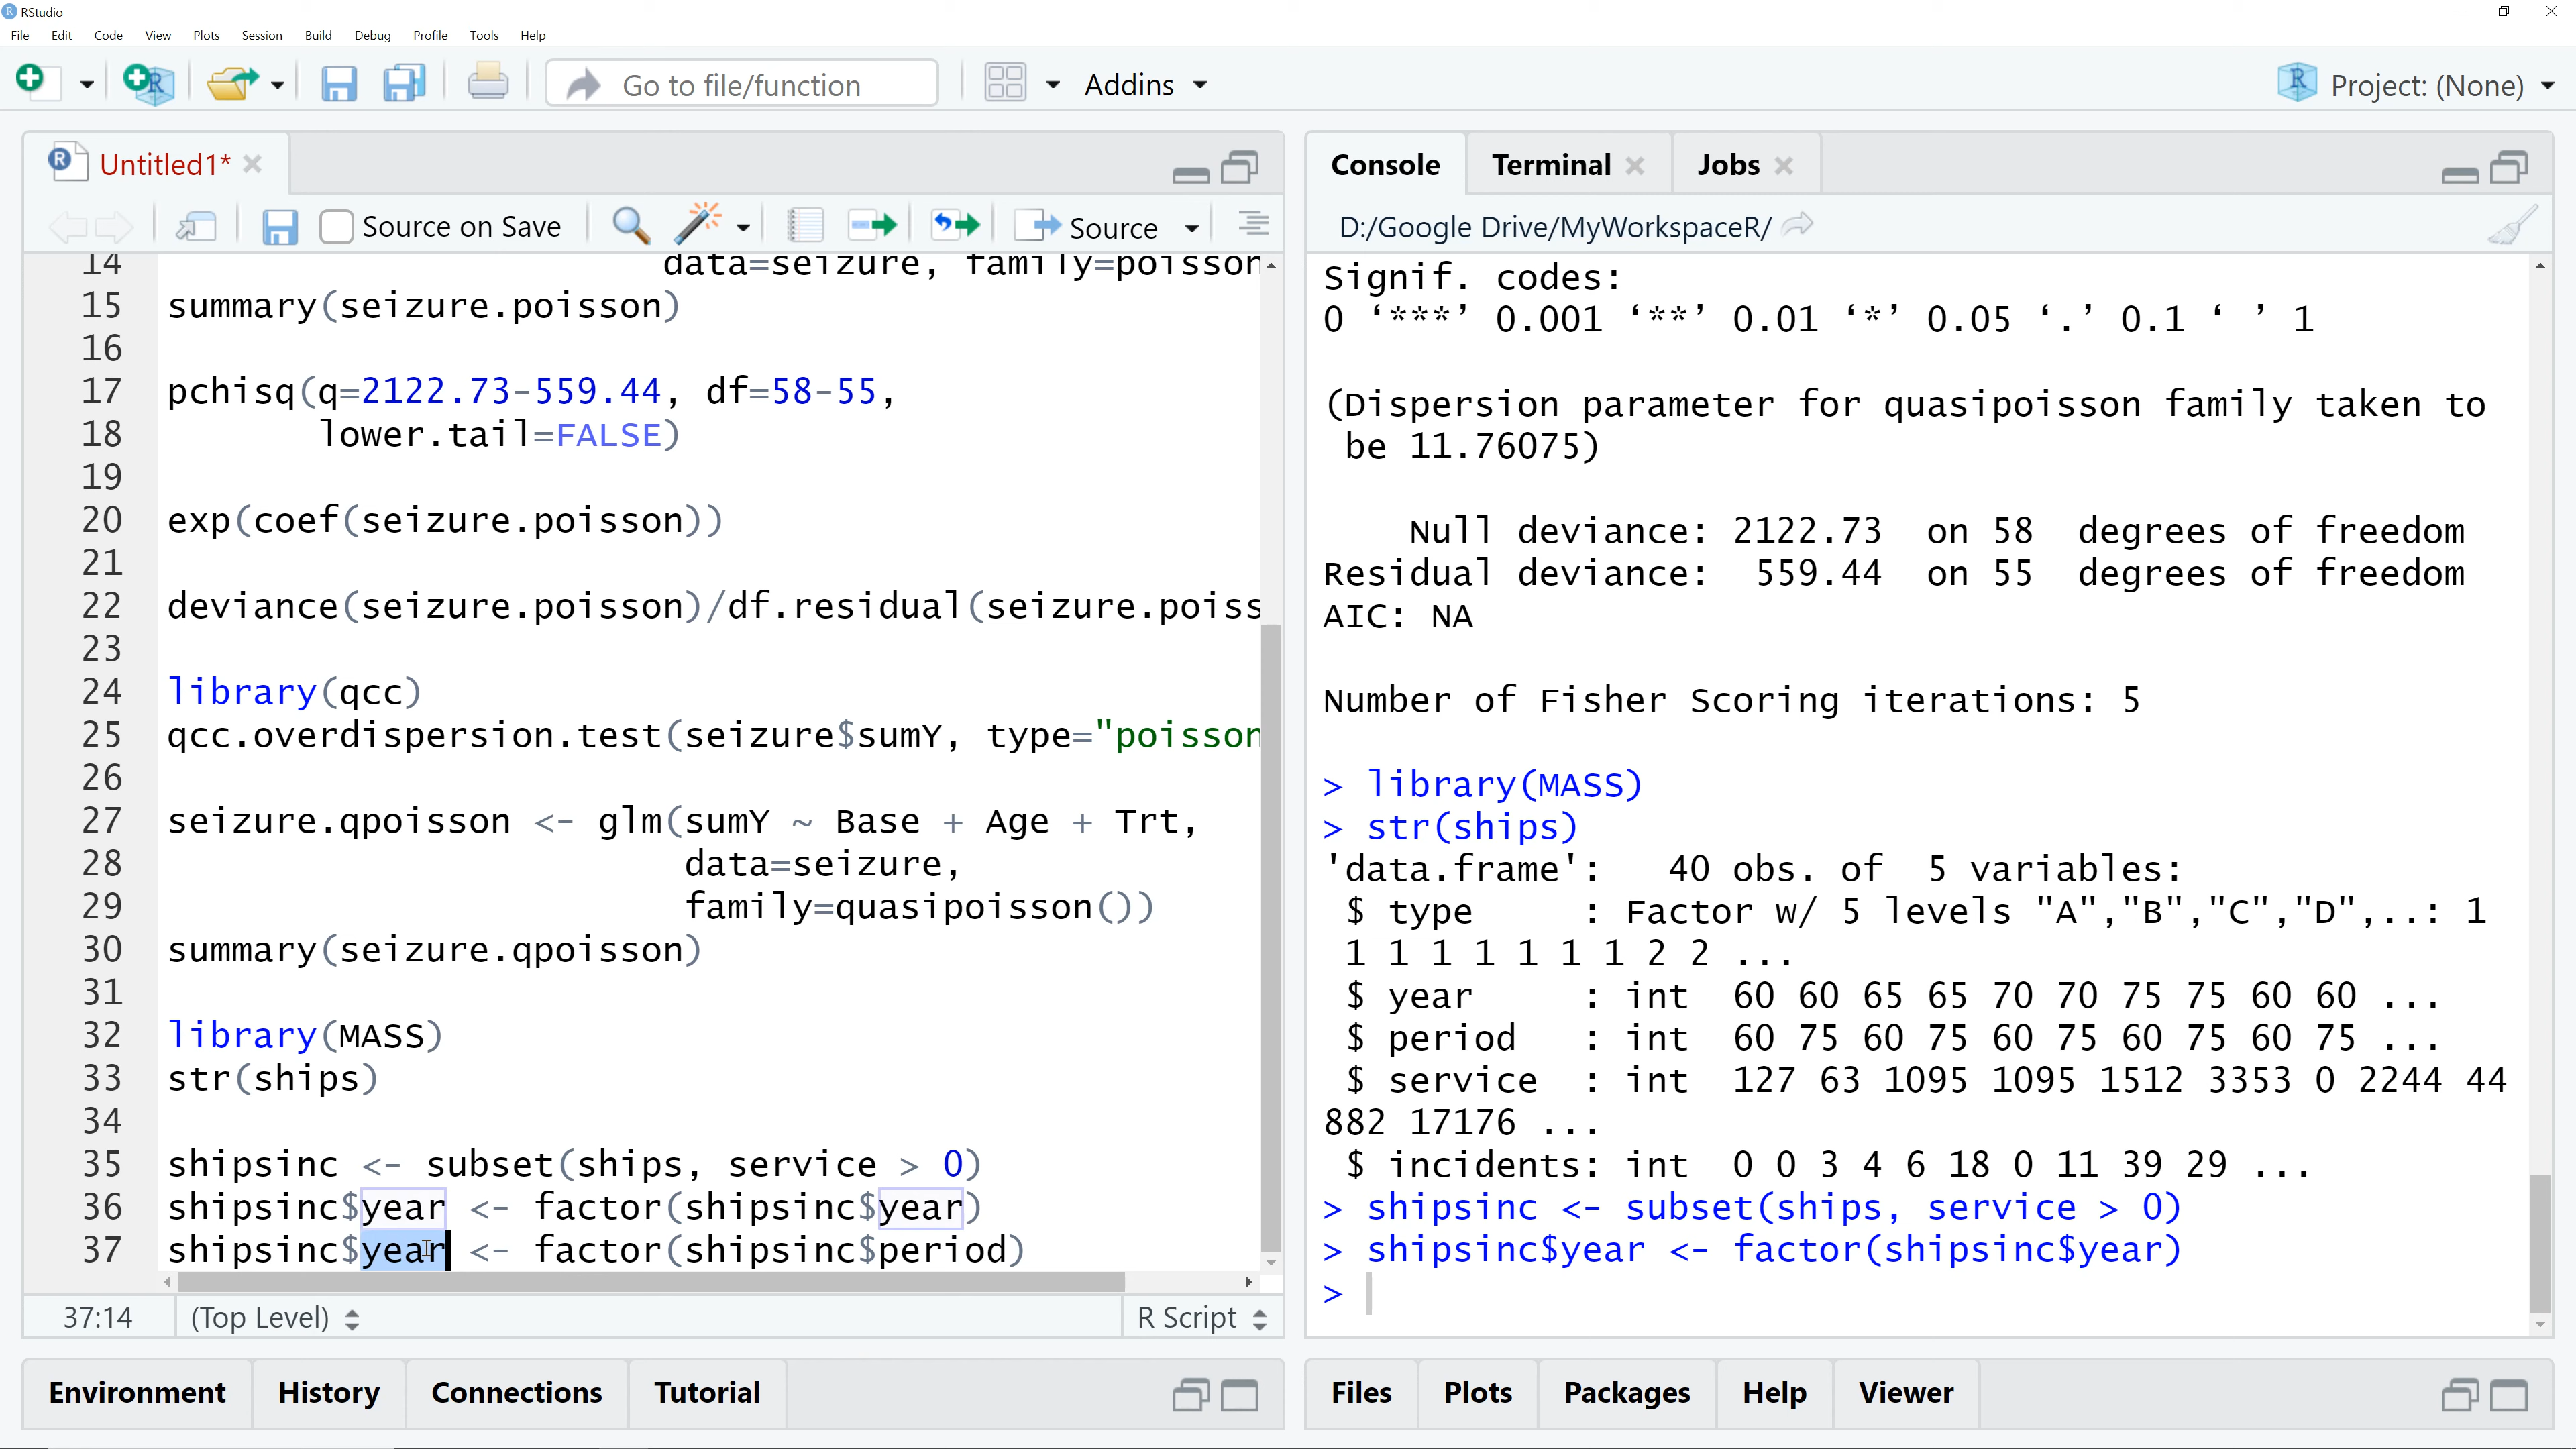 RStudio
File Edit Code View Plots Session Build Debug Profile Tools Help
Go to file/function Addins Project: (None)
Untitled1*
Source on Save Source
14 data=seizure, family=poisson
15 summary(seizure.poisson)
16
17 pchisq(q=2122.73-559.44, df=58-55,
18 lower.tail=FALSE)
19
20 exp(coef(seizure.poisson))
21
22 deviance(seizure.poisson)/df.residual(seizure.poiss
23
24 library(qcc)
25 qcc.overdispersion.test(seizure$sumY, type="poisson
26
27 seizure.qpoisson <- glm(sumY ~ Base + Age + Trt,
28 data=seizure,
29 family=quasipoisson())
30 summary(seizure.qpoisson)
31
32 library(MASS)
33 str(ships)
34
35 shipsinc <- subset(ships, service > 0)
36 shipsinc$year <- factor(shipsinc$year)
37 shipsinc$year <- factor(shipsinc$period)
37:14 (Top Level) R Script
Environment History Connections Tutorial
Console Terminal Jobs
D:/Google Drive/MyWorkspaceR/
Signif. codes:
0 ‘***’ 0.001 ‘**’ 0.01 ‘*’ 0.05 ‘.’ 0.1 ‘ ’ 1
(Dispersion parameter for quasipoisson family taken to
be 11.76075)
Null deviance: 2122.73 on 58 degrees of freedom
Residual deviance: 559.44 on 55 degrees of freedom
AIC: NA
Number of Fisher Scoring iterations: 5
> library(MASS)
> str(ships)
'data.frame': 40 obs. of 5 variables:
$ type : Factor w/ 5 levels "A","B","C","D",..: 1
1 1 1 1 1 1 1 2 2 ...
$ year : int 60 60 65 65 70 70 75 75 60 60 ...
$ period : int 60 75 60 75 60 75 60 75 60 75 ...
$ service : int 127 63 1095 1095 1512 3353 0 2244 44
882 17176 ...
$ incidents: int 0 0 3 4 6 18 0 11 39 29 ...
> shipsinc <- subset(ships, service > 0)
> shipsinc$year <- factor(shipsinc$year)
>
Files Plots Packages Help Viewer